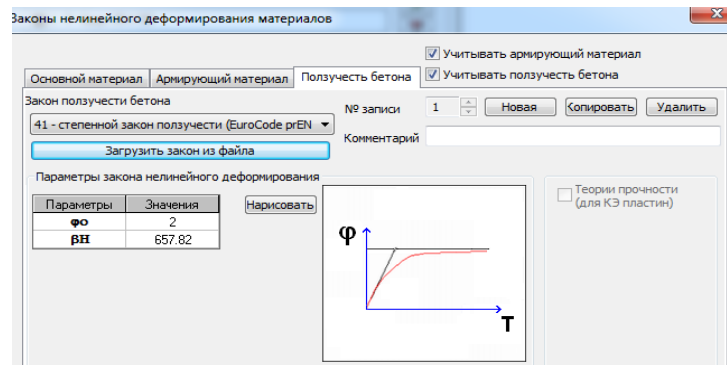 Законы нелинейного деформирования материалов
Учитывать армирующий материал
Основной материал Армирующий материал Ползучесть бетона Учитывать ползучесть бетона
Закон ползучести бетона
№ записи 1 Новая Копировать Удалить
41 - степенной закон ползучести (EuroCode prEN
Комментарий
Загрузить закон из файла
Параметры закона нелинейного деформирования
Параметры Значения Нарисовать
φo 2
βH 657.82
φ
T
Теории прочности
(для КЭ пластин)